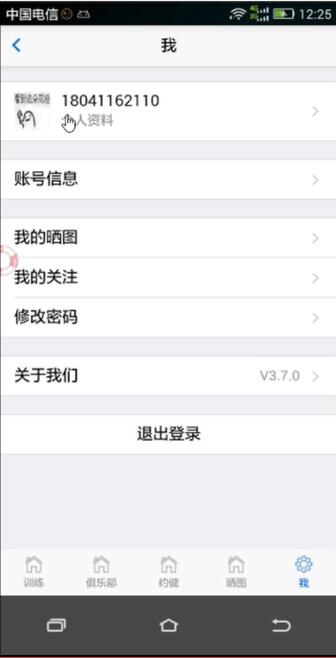 中国电信 4G 2G 12:25
我
18041162110
人资料
账号信息
我的晒图
我的关注
修改密码
关于我们 V3.7.0
退出登录
训练 俱乐部 约健 晒图 我